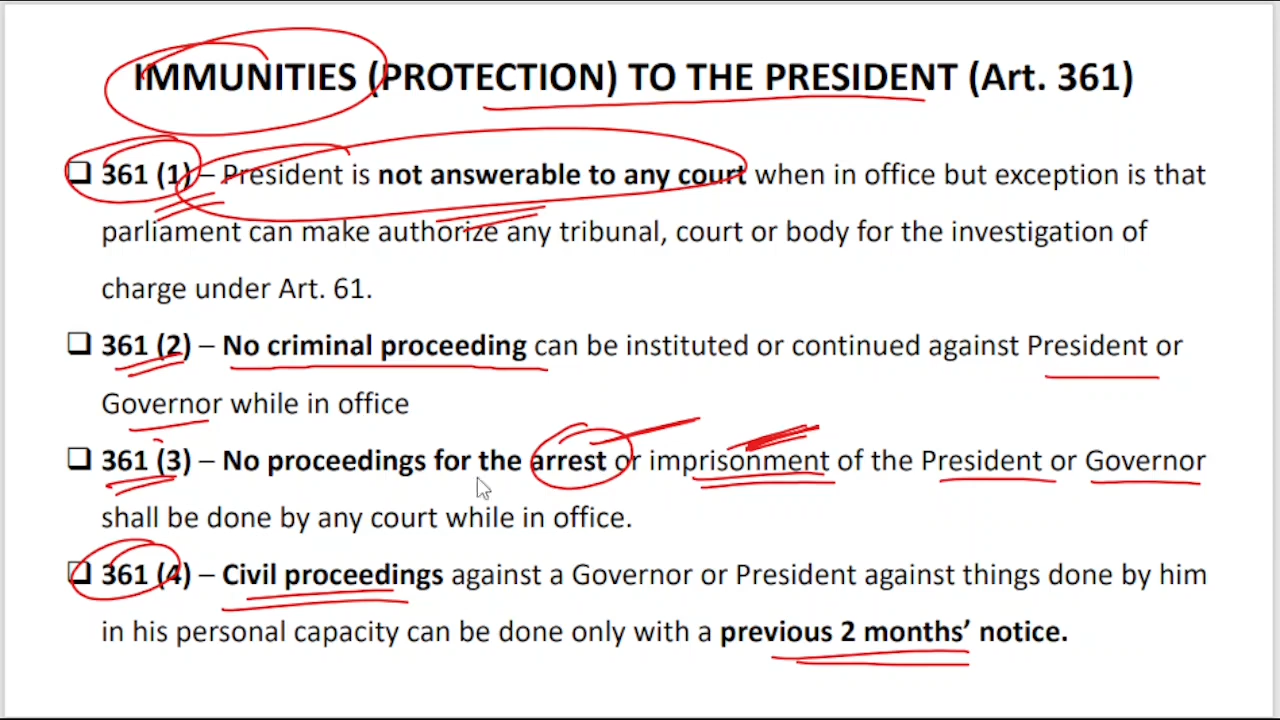 IMMUNITIES (PROTECTION) TO THE PRESIDENT (Art. 361)
❑ 361 (1) – President is not answerable to any court when in office but exception is that
parliament can make authorize any tribunal, court or body for the investigation of
charge under Art. 61.
❑ 361 (2) – No criminal proceeding can be instituted or continued against President or
Governor while in office
❑ 361 (3) – No proceedings for the arrest or imprisonment of the President or Governor
shall be done by any court while in office.
❑ 361 (4) – Civil proceedings against a Governor or President against things done by him
in his personal capacity can be done only with a previous 2 months’ notice.